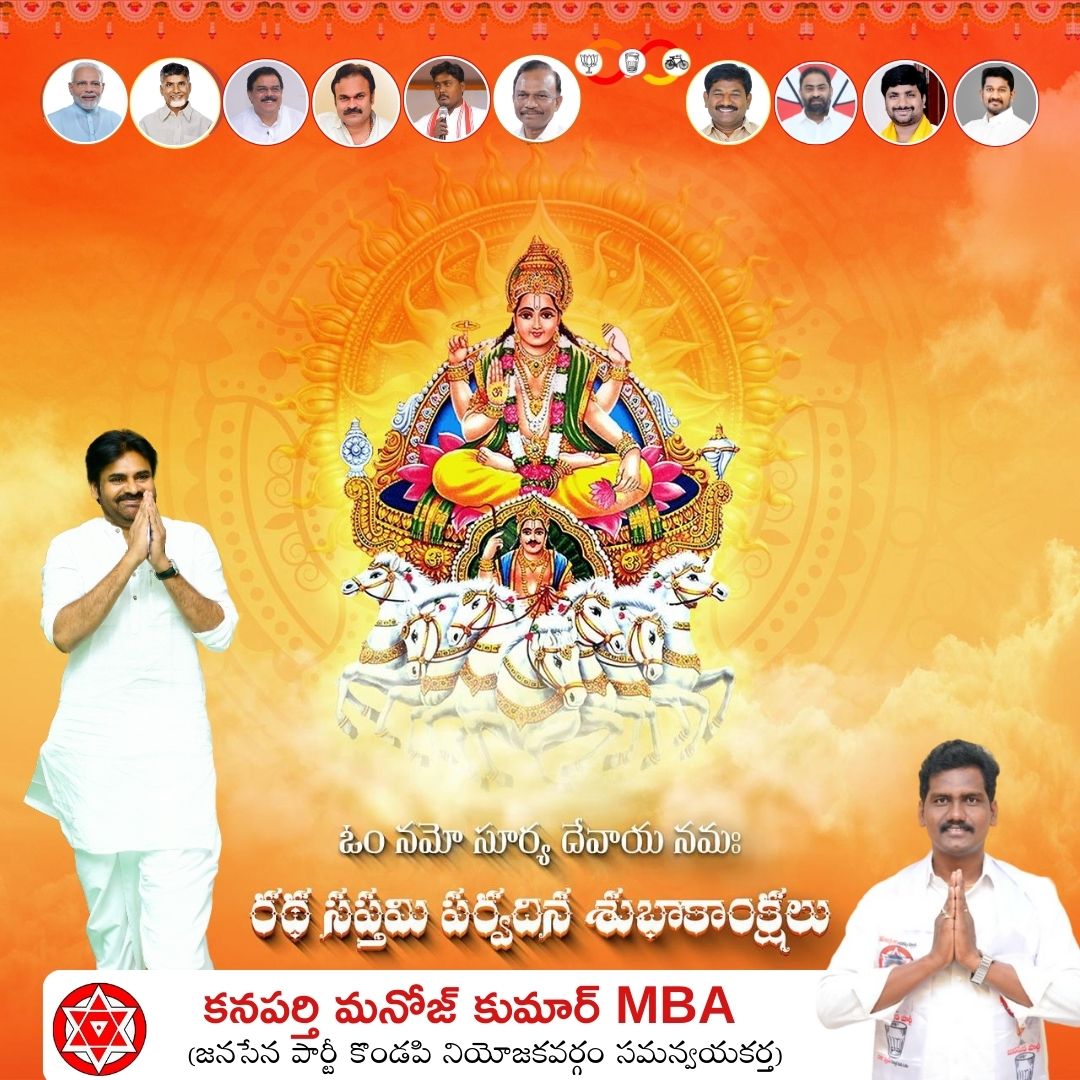 ఓం నమో సూర్య దేవాయ నమః
రథ సప్తమి పర్వదిన శుభాకాంక్షలు
కనపర్తి మనోజ్ కుమార్ MBA
(జనసేన పార్టీ కొండపి నియోజకవర్గం సమన్వయకర్త)